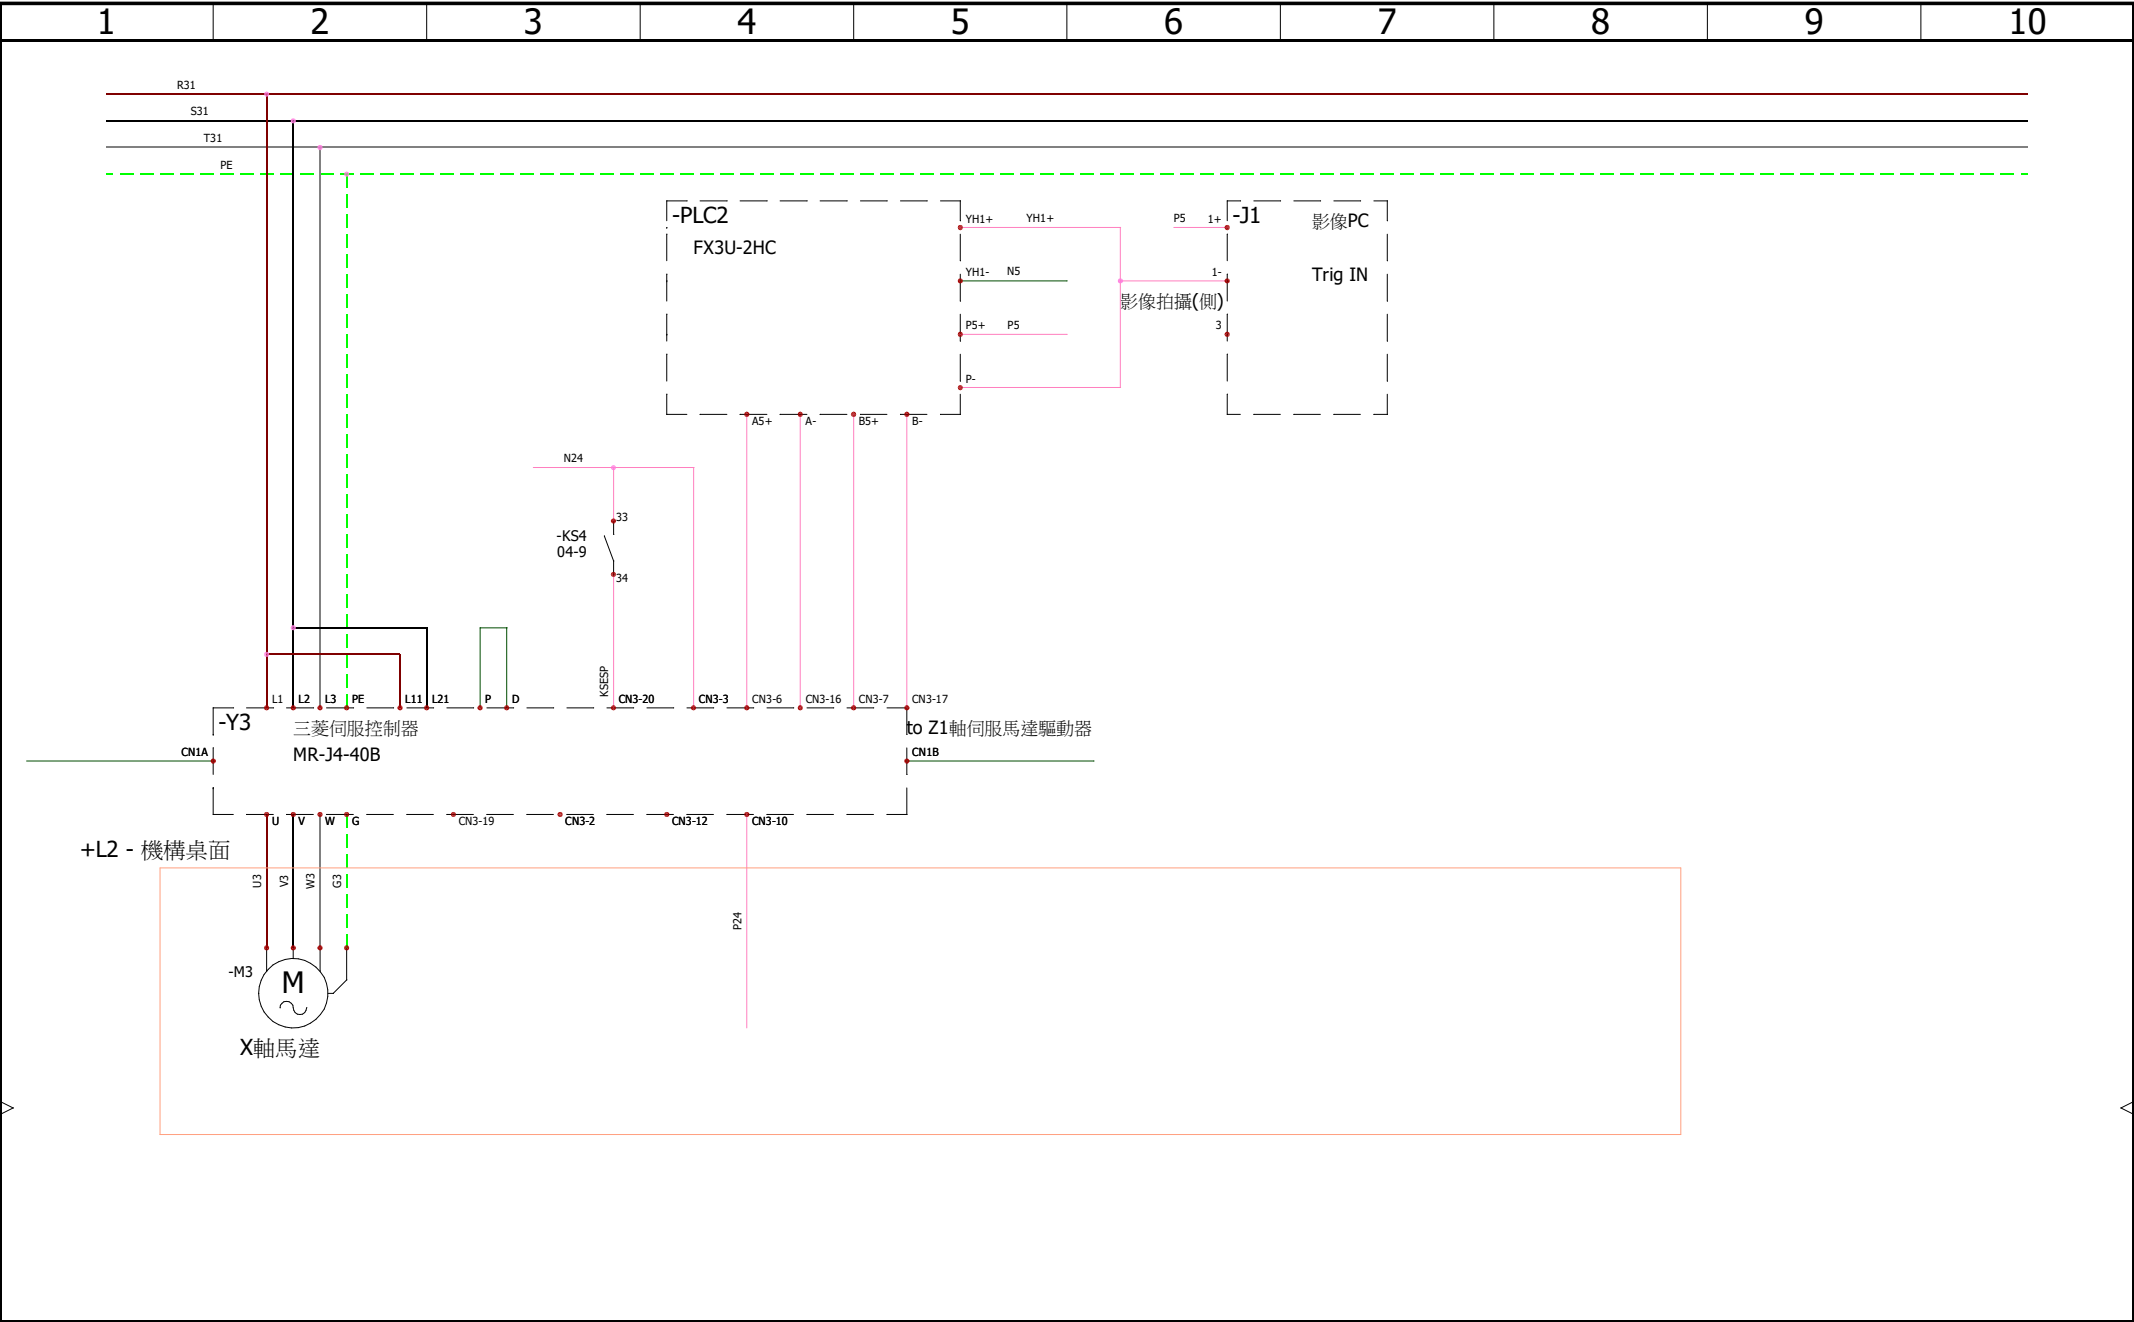 1 2 3 4 5 6 7 8 9 10
R31
S31
T31
PE
-PLC2
FX3U-2HC
YH1+ YH1+
YH1- N5
P5+ P5
P-
A5+ A- B5+ B-
P5 1+
-J1 影像PC
1- Trig IN
影像拍攝(側)
3
N24
33
-KS4
04-9
34
KSESP
L1 L2 L3 PE L11 L21 P D CN3-20 CN3-3 CN3-6 CN3-16 CN3-7 CN3-17
-Y3 三菱伺服控制器
MR-J4-40B
to Z1軸伺服馬達驅動器
CN1A CN1B
U V W G CN3-19 CN3-2 CN3-12 CN3-10
+L2 - 機構桌面
U3 V3 W3 G3
P24
-M3
M
X軸馬達